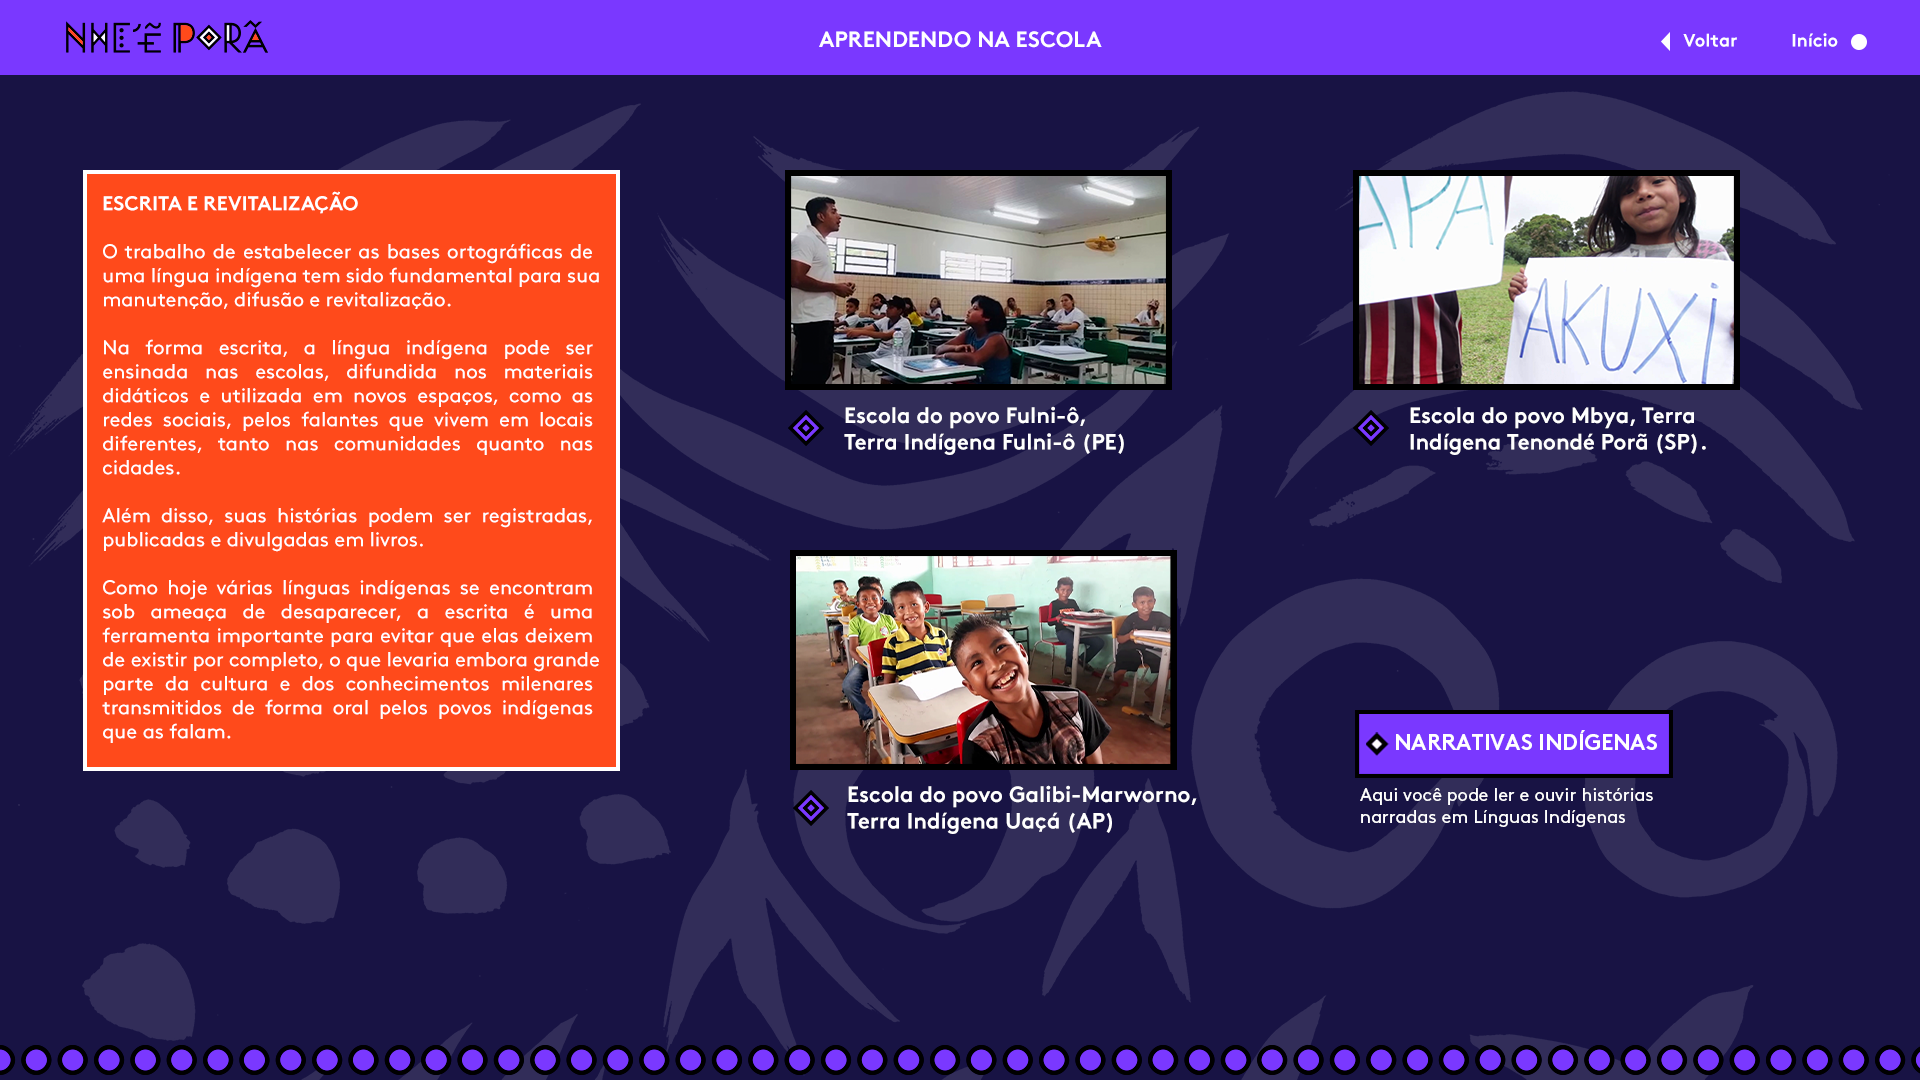 NHE'Ẽ PORÃ
APRENDENDO NA ESCOLA
Voltar
Início
ESCRITA E REVITALIZAÇÃO
O trabalho de estabelecer as bases ortográficas de
uma língua indígena tem sido fundamental para sua
manutenção, difusão e revitalização.
Na forma escrita, a língua indígena pode ser
ensinada nas escolas, difundida nos materiais
didáticos e utilizada em novos espaços, como as
redes sociais, pelos falantes que vivem em locais
diferentes, tanto nas comunidades quanto nas
cidades.
Além disso, suas histórias podem ser registradas,
publicadas e divulgadas em livros.
Como hoje várias línguas indígenas se encontram
sob ameaça de desaparecer, a escrita é uma
ferramenta importante para evitar que elas deixem
de existir por completo, o que levaria embora grande
parte da cultura e dos conhecimentos milenares
transmitidos de forma oral pelos povos indígenas
que as falam.
Escola do povo Fulni-ô,
Terra Indígena Fulni-ô (PE)
APA
AKUXi
Escola do povo Mbya, Terra
Indígena Tenondé Porã (SP).
Escola do povo Galibi-Marworno,
Terra Indígena Uaçá (AP)
NARRATIVAS INDÍGENAS
Aqui você pode ler e ouvir histórias
narradas em Línguas Indígenas